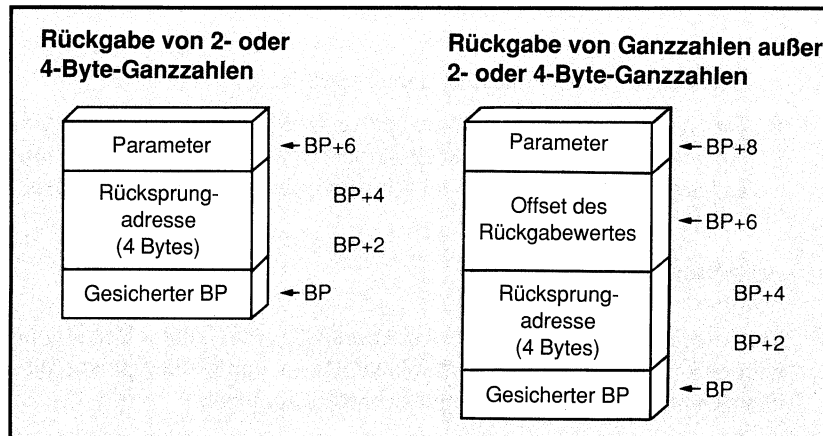 Rückgabe von 2- oder
4-Byte-Ganzzahlen
Parameter
BP+6
Rücksprung-
adresse
(4 Bytes)
BP+4
BP+2
Gesicherter BP
BP
Rückgabe von Ganzzahlen außer
2- oder 4-Byte-Ganzzahlen
Parameter
BP+8
Offset des
Rückgabewertes
BP+6
Rücksprung-
adresse
(4 Bytes)
BP+4
BP+2
Gesicherter BP
BP